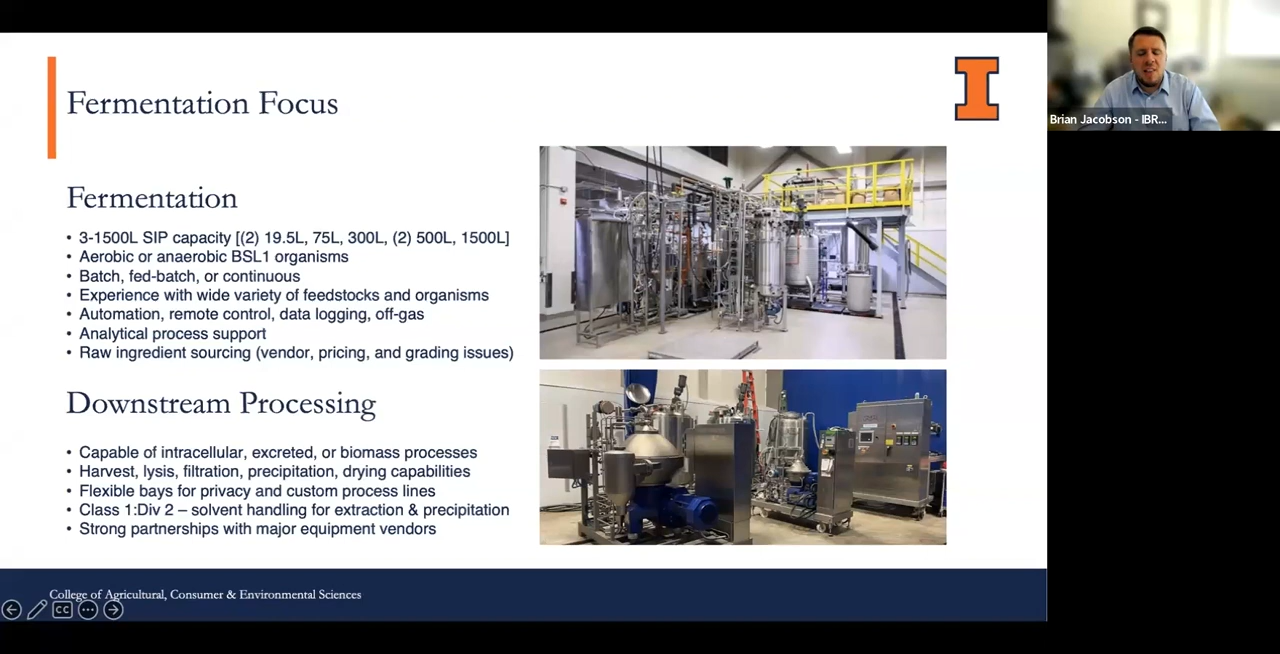 Fermentation Focus
Fermentation
• 3-1500L SIP capacity [(2) 19.5L, 75L, 300L, (2) 500L, 1500L]
• Aerobic or anaerobic BSL1 organisms
• Batch, fed-batch, or continuous
• Experience with wide variety of feedstocks and organisms
• Automation, remote control, data logging, off-gas
• Analytical process support
• Raw ingredient sourcing (vendor, pricing, and grading issues)
Downstream Processing
• Capable of intracellular, excreted, or biomass processes
• Harvest, lysis, filtration, precipitation, drying capabilities
• Flexible bays for privacy and custom process lines
• Class 1:Div 2 – solvent handling for extraction & precipitation
• Strong partnerships with major equipment vendors
College of Agricultural, Consumer & Environmental Sciences
CC
I
Brian Jacobson - IBR...